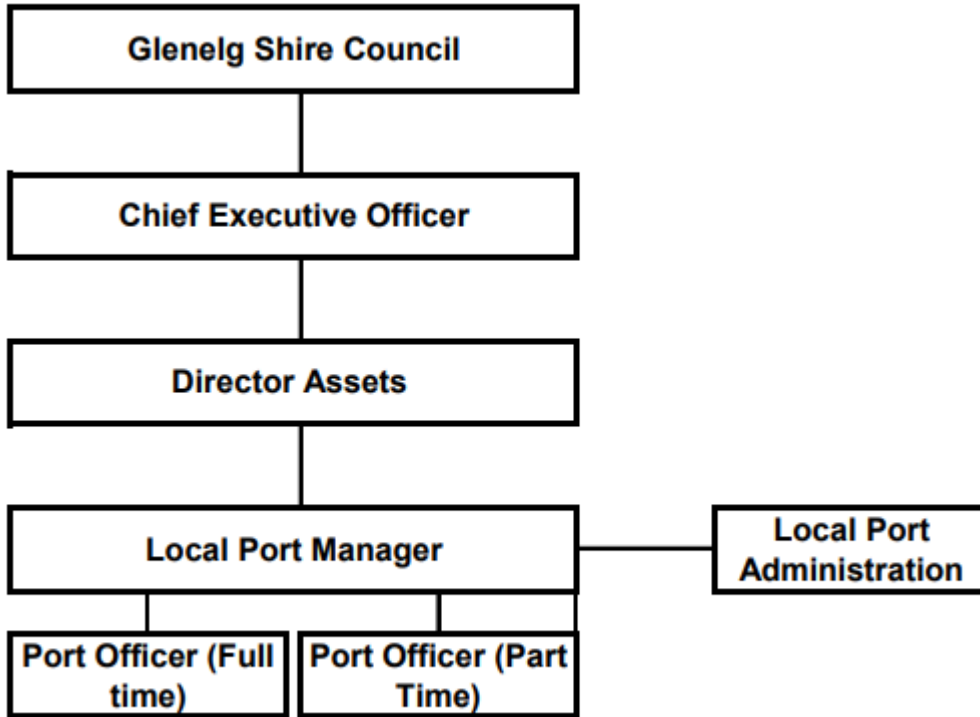 Glenelg Shire Council
Chief Executive Officer
Director Assets
Local Port Manager
Local Port
Administration
Port Officer (Full
time)
Port Officer (Part
Time)